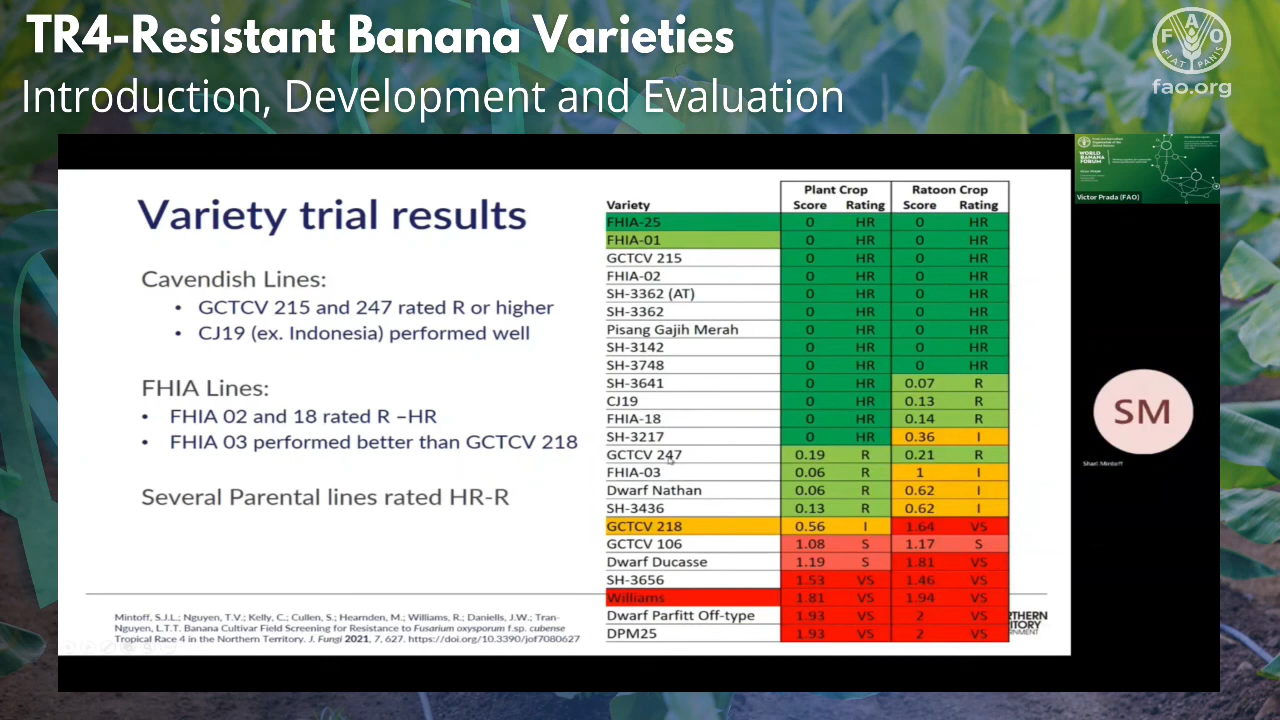 TR4-Resistant Banana Varieties
Introduction, Development and Evaluation
F A O
FIAT PANIS
fao.org
Variety trial results
Cavendish Lines:
• GCTCV 215 and 247 rated R or higher
• CJ19 (ex. Indonesia) performed well
FHIA Lines:
• FHIA 02 and 18 rated R –HR
• FHIA 03 performed better than GCTCV 218
Several Parental lines rated HR-R
Mintoff, S.J.L.; Nguyen, T.V.; Kelly, C.; Cullen, S.; Hearnden, M.; Williams, R.; Daniells, J.W.; Tran-
Nguyen, L.T.T. Banana Cultivar Field Screening for Resistance to Fusarium oxysporum f.sp. cubense
Tropical Race 4 in the Northern Territory. J. Fungi 2021, 7, 627. https://doi.org/10.3390/jof7080627
Plant Crop Ratoon Crop
Variety Score Rating Score Rating
FHIA-25 0 HR 0 HR
FHIA-01 0 HR 0 HR
GCTCV 215 0 HR 0 HR
FHIA-02 0 HR 0 HR
SH-3362 (AT) 0 HR 0 HR
SH-3362 0 HR 0 HR
Pisang Gajih Merah 0 HR 0 HR
SH-3142 0 HR 0 HR
SH-3748 0 HR 0 HR
SH-3641 0 HR 0.07 R
CJ19 0 HR 0.13 R
FHIA-18 0 HR 0.14 R
SH-3217 0 HR 0.36 I
GCTCV 247 0.19 R 0.21 R
FHIA-03 0.06 R 1 I
Dwarf Nathan 0.06 R 0.62 I
SH-3436 0.13 R 0.62 I
GCTCV 218 0.56 I 1.64 VS
GCTCV 106 1.08 S 1.17 S
Dwarf Ducasse 1.19 S 1.81 VS
SH-3656 1.53 VS 1.46 VS
Williams 1.81 VS 1.94 VS
Dwarf Parfitt Off-type 1.93 VS 2 VS
DPM25 1.93 VS 2 VS
RTHERN
ITORY
RNMENT
WORLD
BANANA
FORUM
Victor Prada (FAO)
SM
Sharl Mintoff